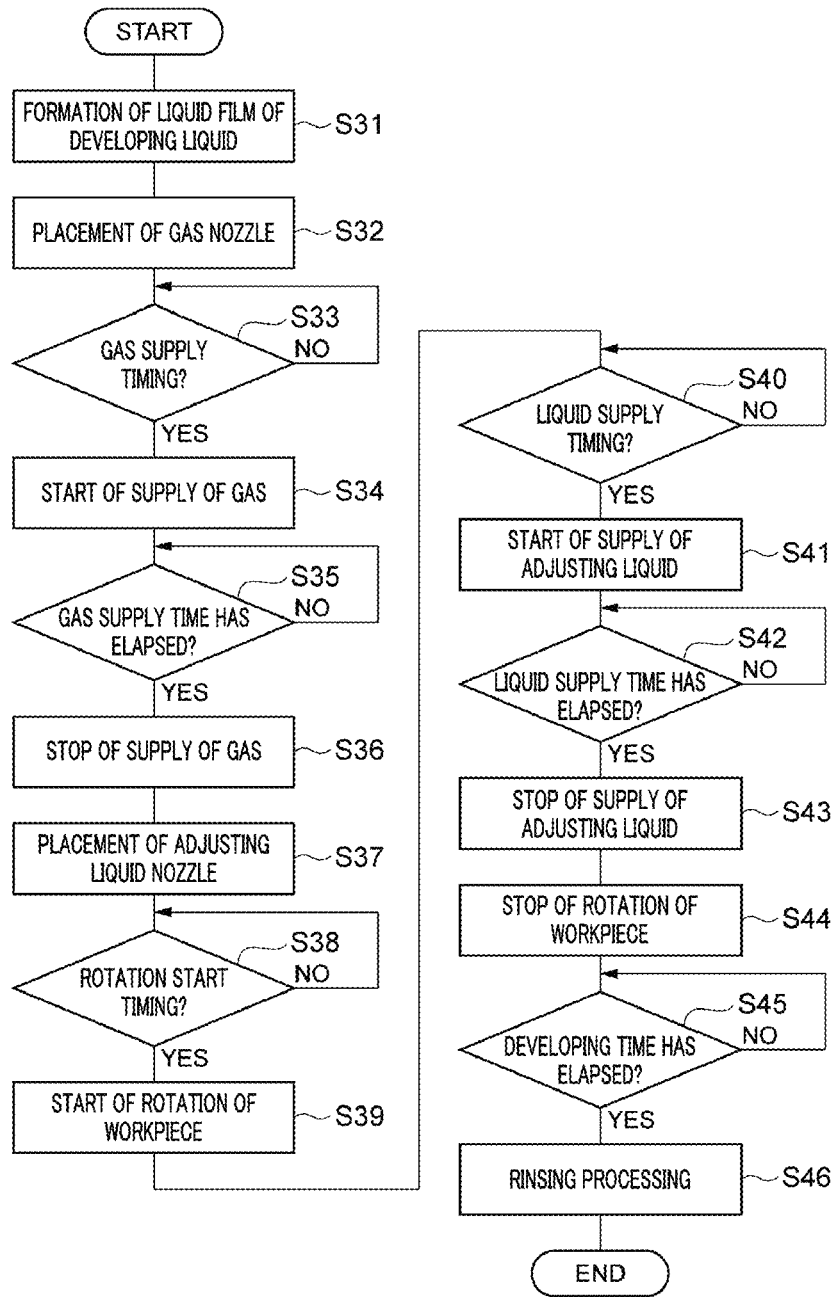 START
FORMATION OF LIQUID FILM OF
DEVELOPING LIQUID
S31
PLACEMENT OF GAS NOZZLE
S32
S33
GAS SUPPLY
TIMING?
NO
YES
START OF SUPPLY OF GAS
S34
S35
GAS SUPPLY TIME HAS
ELAPSED?
NO
YES
STOP OF SUPPLY OF GAS
S36
PLACEMENT OF ADJUSTING
LIQUID NOZZLE
S37
S38
ROTATION START
TIMING?
NO
YES
START OF ROTATION OF
WORKPIECE
S39
S40
LIQUID SUPPLY
TIMING?
NO
YES
START OF SUPPLY OF
ADJUSTING LIQUID
S41
S42
LIQUID SUPPLY TIME HAS
ELAPSED?
NO
YES
STOP OF SUPPLY OF
ADJUSTING LIQUID
S43
STOP OF ROTATION OF
WORKPIECE
S44
S45
DEVELOPING TIME HAS
ELAPSED?
NO
YES
RINSING PROCESSING
S46
END